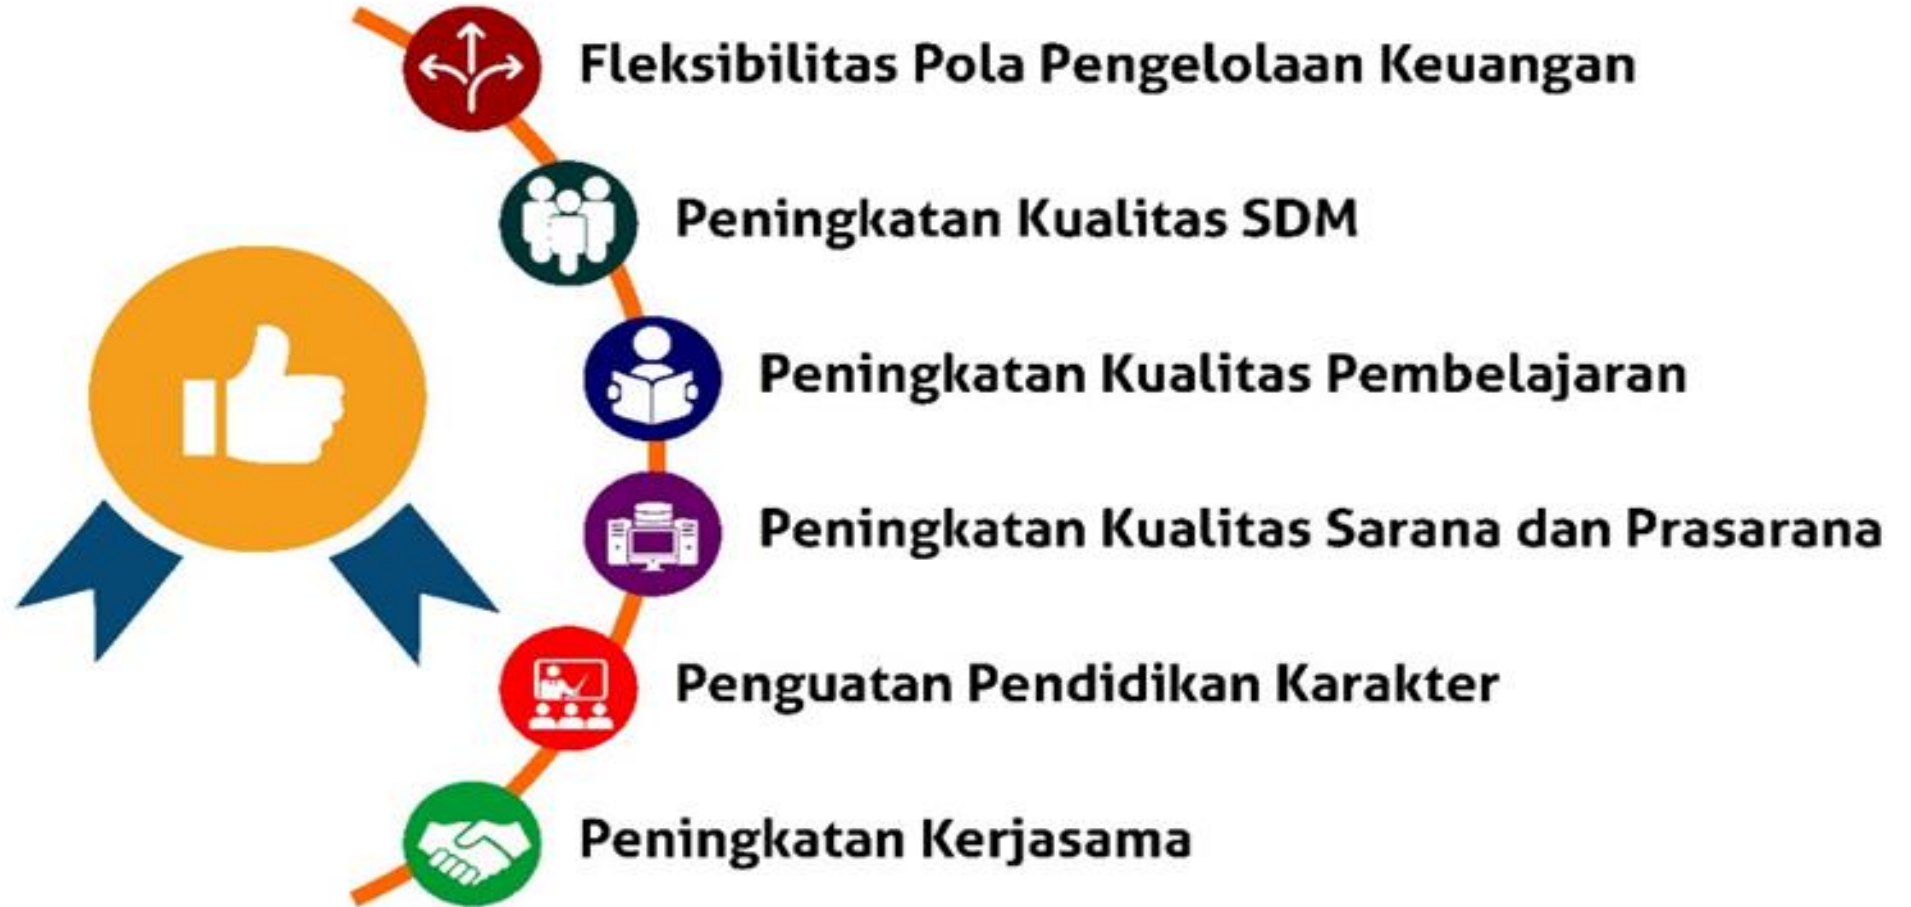 Fleksibilitas Pola Pengelolaan Keuangan
Peningkatan Kualitas SDM
Peningkatan Kualitas Pembelajaran
Peningkatan Kualitas Sarana dan Prasarana
Penguatan Pendidikan Karakter
Peningkatan Kerjasama